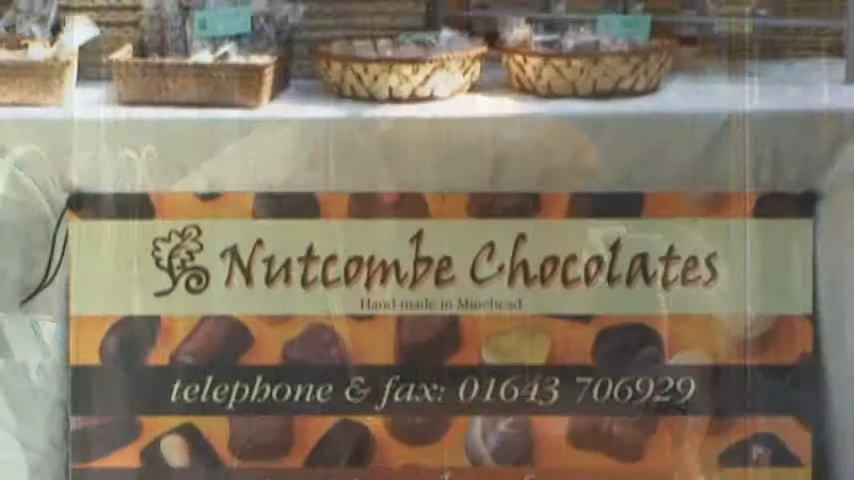 Nutcombe Chocolates
Hand-made in Minehead
telephone & fax: 01643 706929